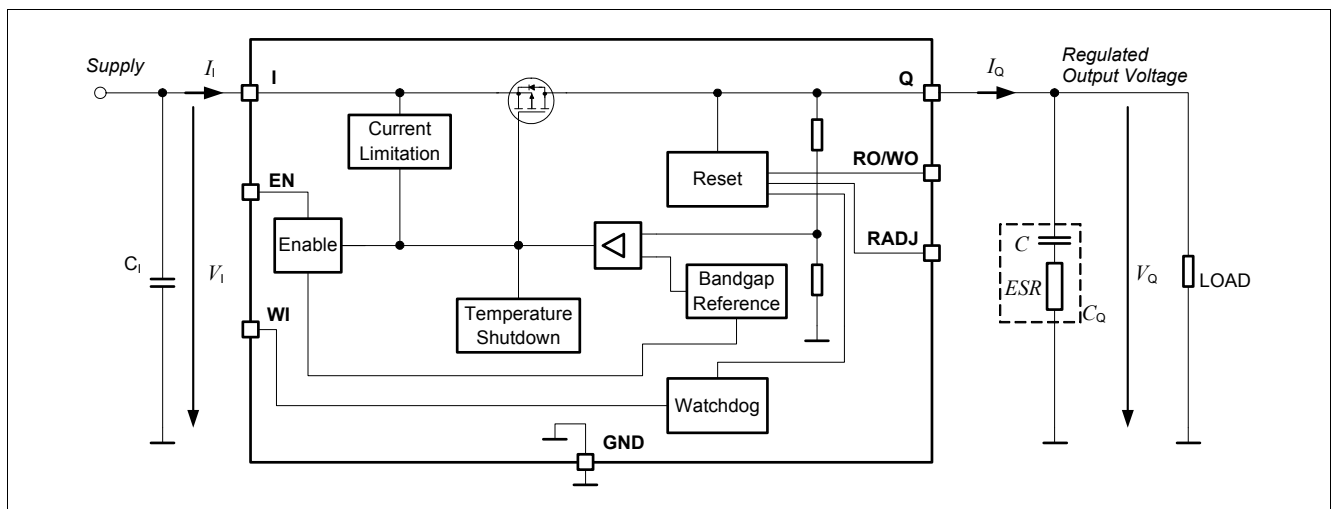 Supply
I_I
I
Q
I_Q
Regulated
Output Voltage
Current
Limitation
RO/WO
Reset
EN
RADJ
Enable
C
C_I
V_I
Bandgap
Reference
ESR
V_Q
LOAD
WI
Temperature
Shutdown
C_Q
Watchdog
GND